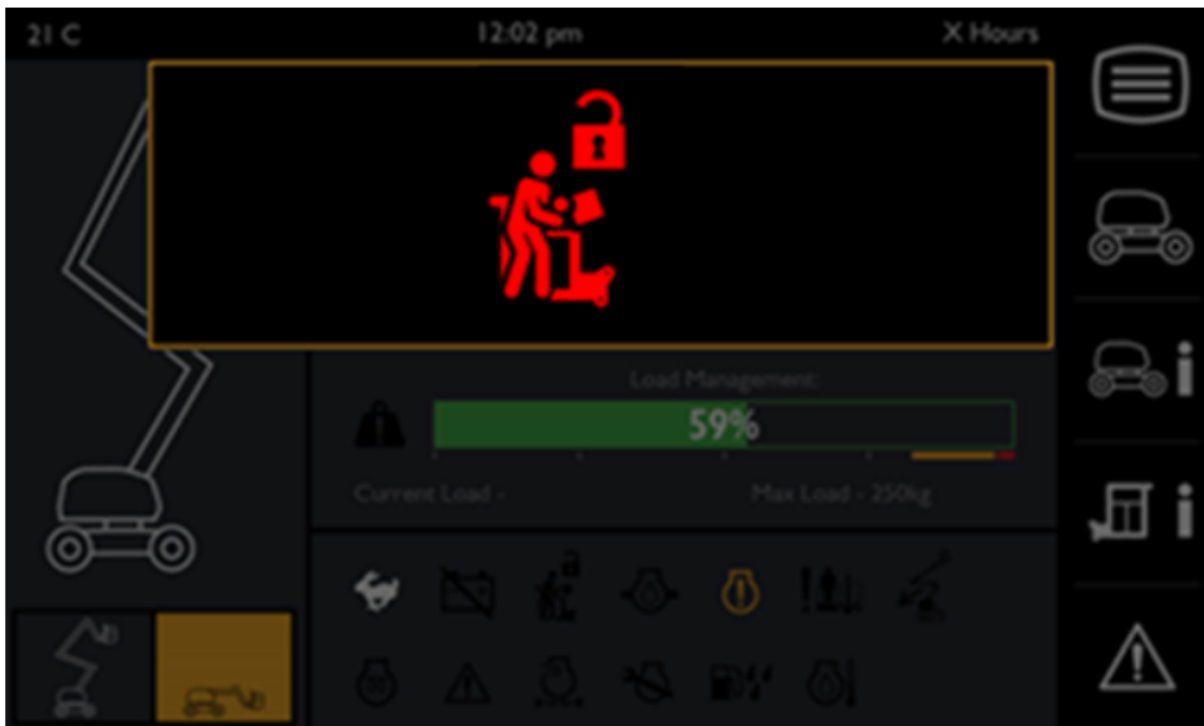 21 C
12:02 pm
X Hours
Load Management:
59%
Current Load -
Max Load - 250kg